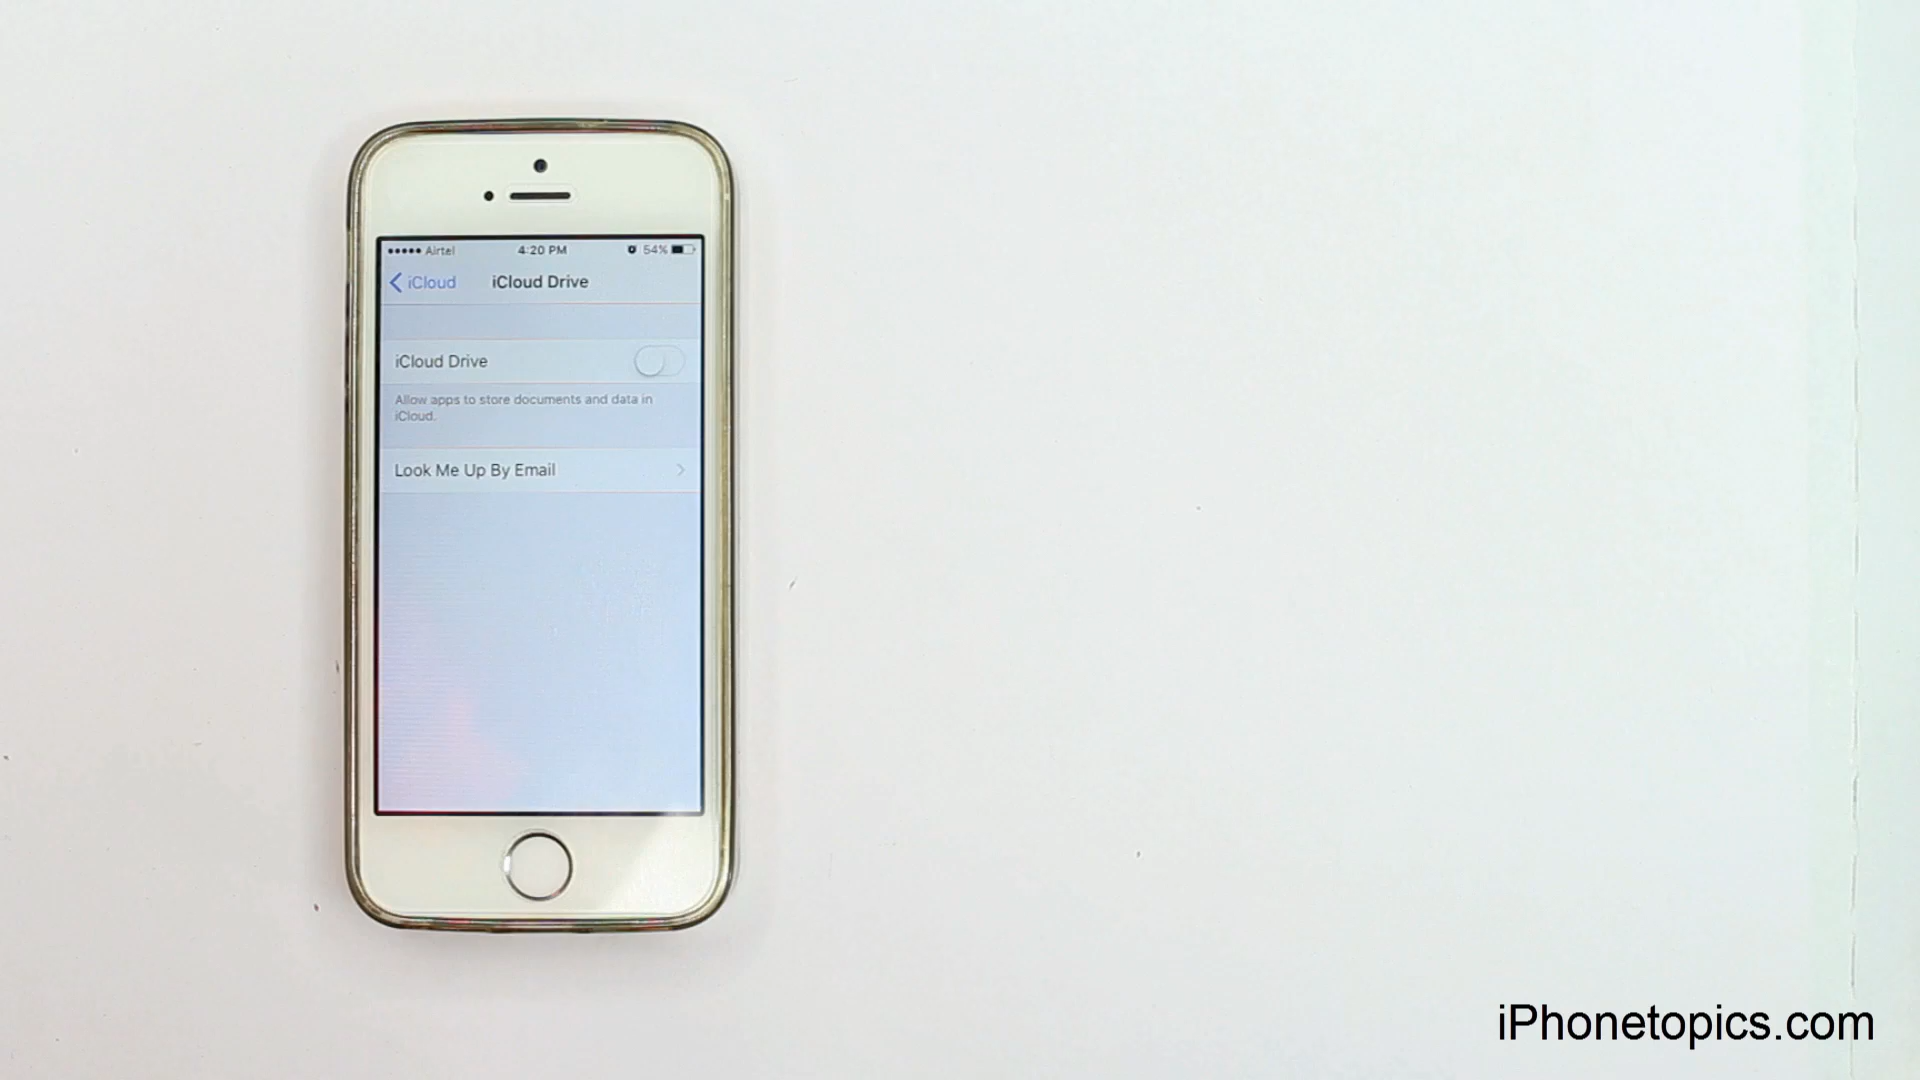 Airtel 4:20 PM 54%
iCloud iCloud Drive
iCloud Drive
Allow apps to store documents and data in
iCloud.
Look Me Up By Email
iPhonetopics.com